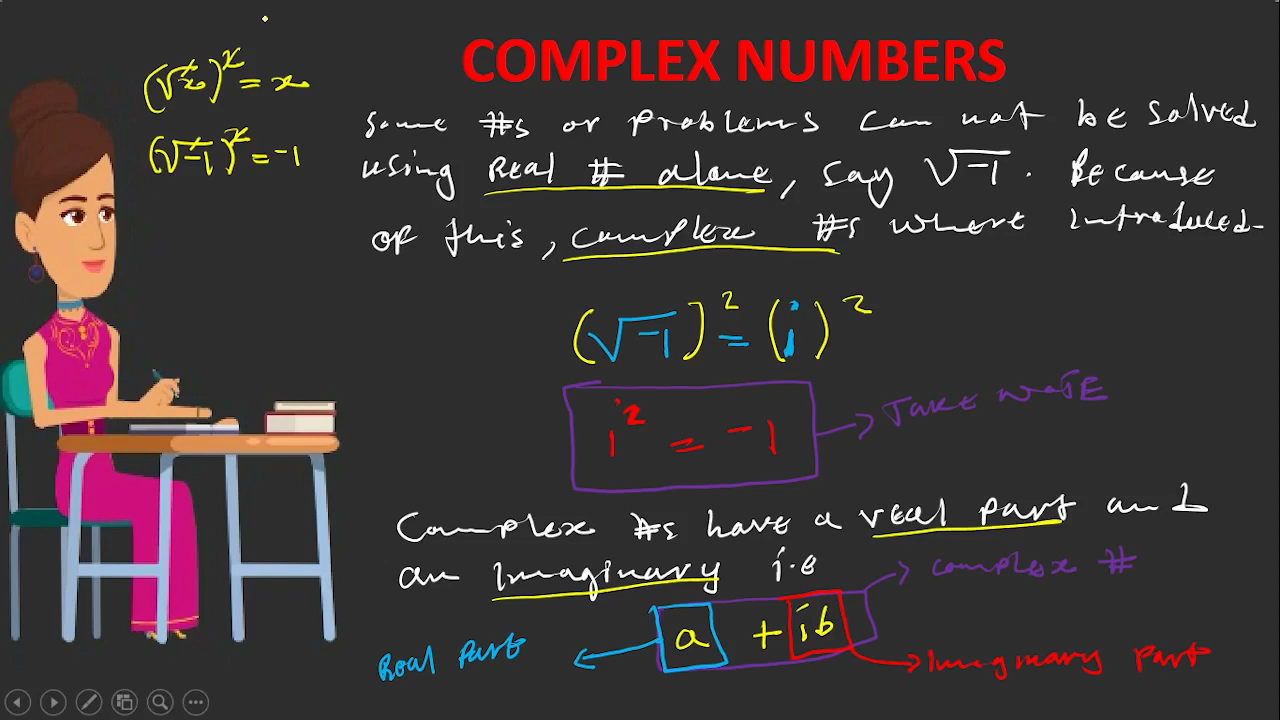 COMPLEX NUMBERS
(√x)² = x
(√-1)² = -1
Some #s or problems can not be solved
using Real # alone, say √-1. Because
of this, complex #s where introduced.
(√-1)² = (i)²
i² = -1
TAKE NOTE
Complex #s have a real part and
an imaginary i.e
complex #
a + ib
Real Part
Imaginary Part